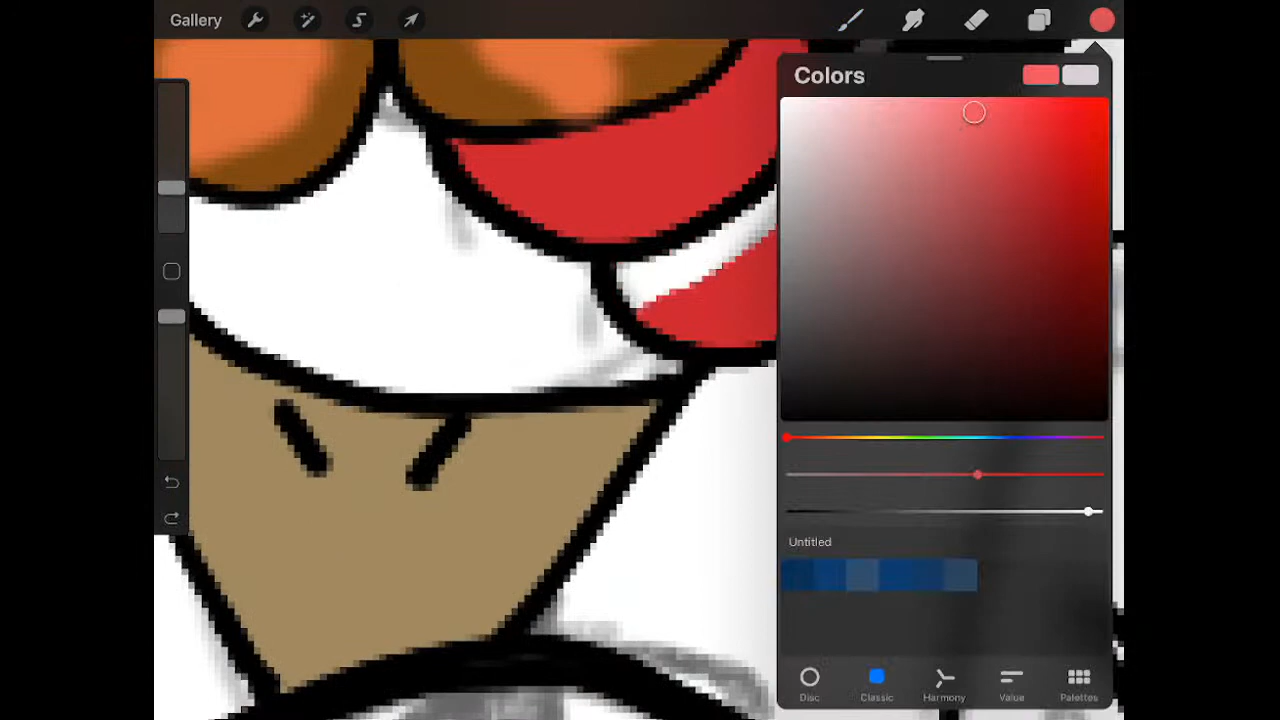 Gallery
Colors
Untitled
Disc
Classic
Harmony
Value
Palettes